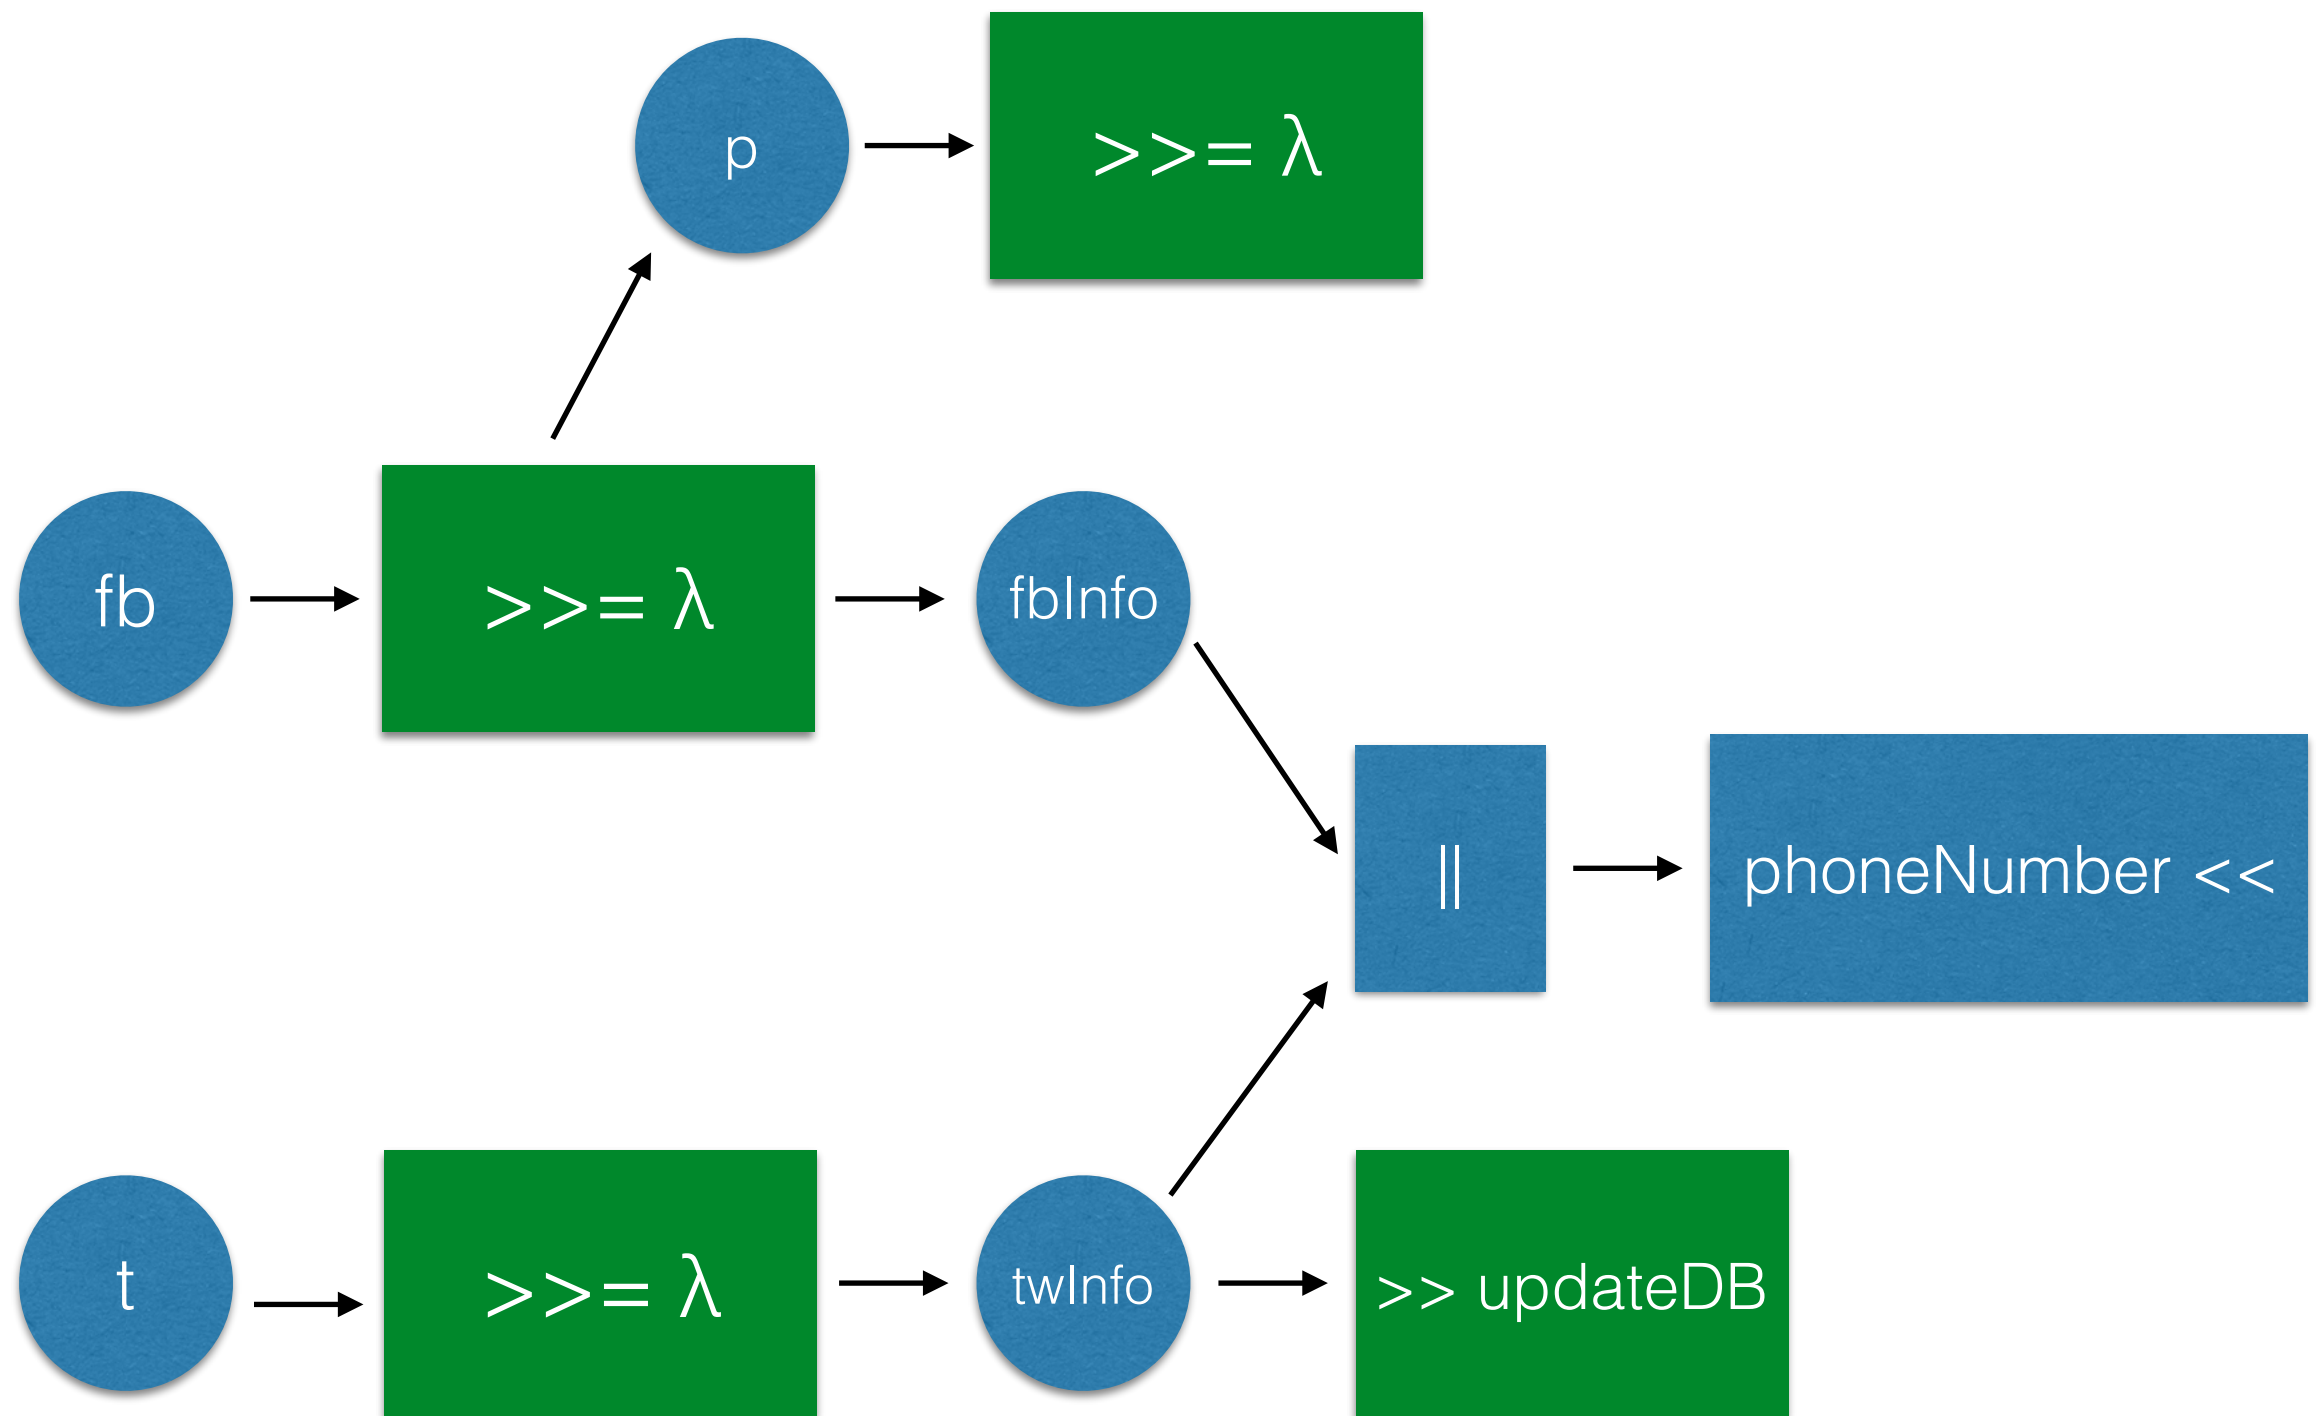 p
>>= λ
fb
>>= λ
fbInfo
||
phoneNumber <<
t
>>= λ
twInfo
>> updateDB